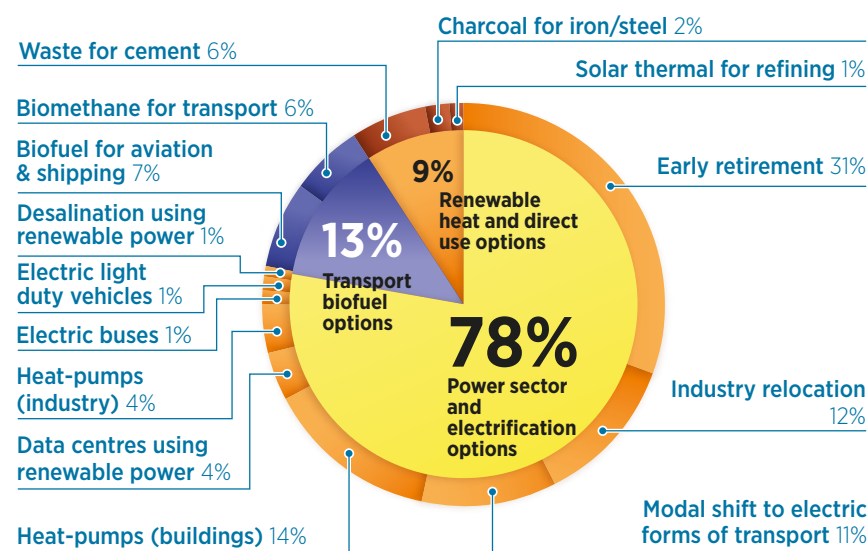 Charcoal for iron/steel 2%
Waste for cement 6%
Solar thermal for refining 1%
Biomethane for transport 6%
Biofuel for aviation
& shipping 7%
Early retirement 31%
Desalination using
renewable power 1%
Electric light
duty vehicles 1%
Electric buses 1%
Heat-pumps
(industry) 4%
Industry relocation
12%
Data centres using
renewable power 4%
Heat-pumps (buildings) 14%
Modal shift to electric
forms of transport 11%
9%
Renewable
heat and direct
use options
13%
Transport
biofuel
options
78%
Power sector
and
electrification
options